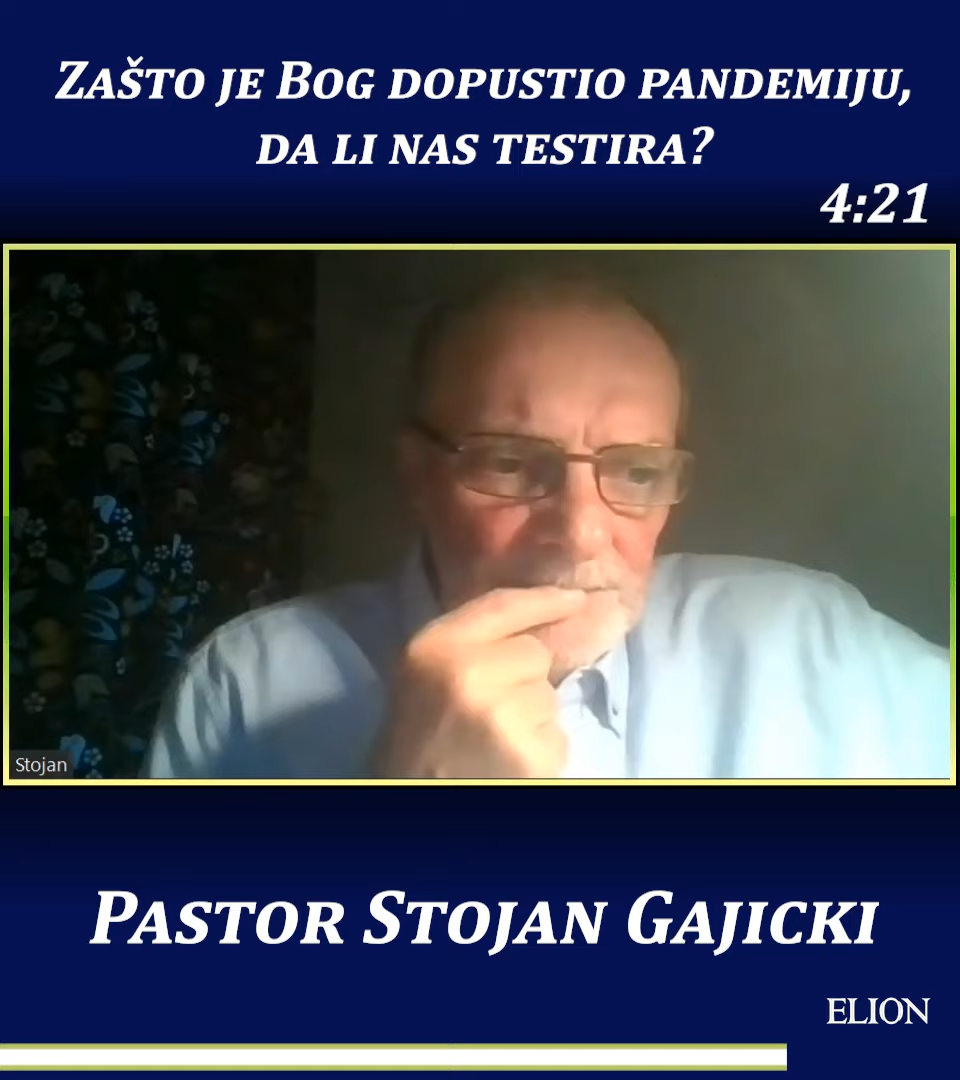 Zašto je Bog dopustio pandemiju,
da li nas testira?
4:21
Stojan
Pastor Stojan Gajicki
ELION